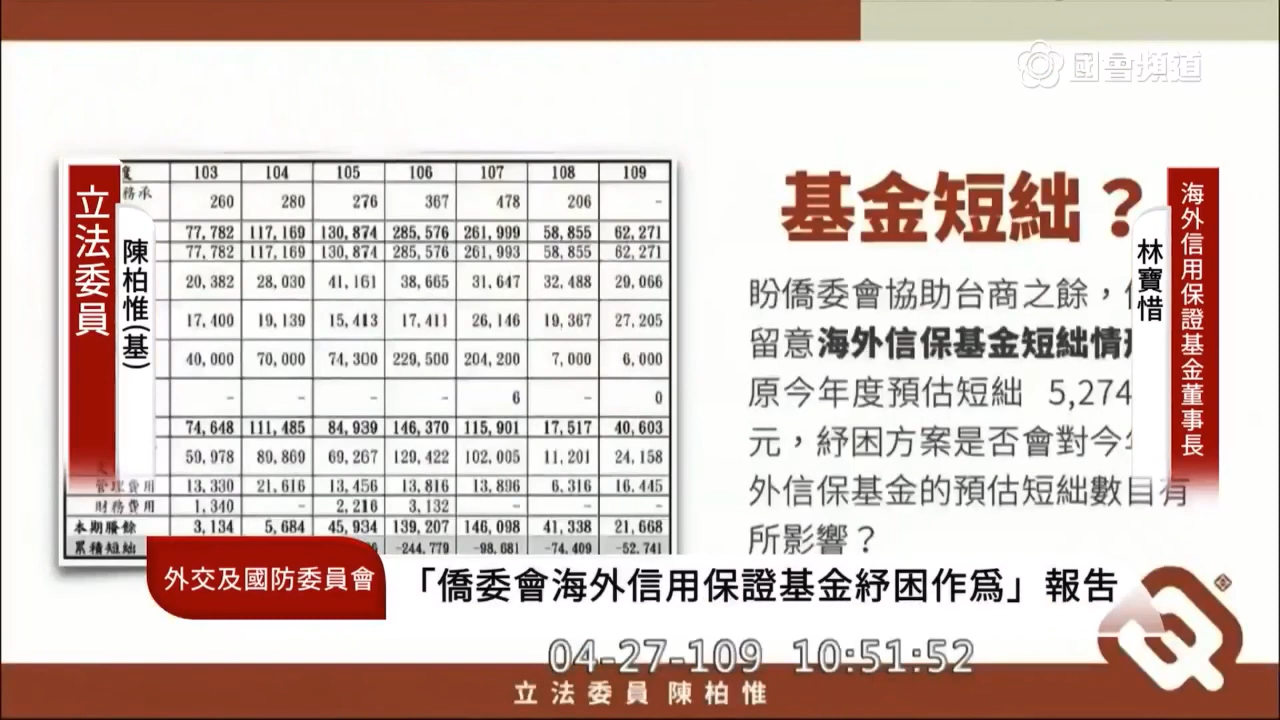 國會頻道
103 104 105 106 107 108 109
務承 260 280 276 367 478 206 -
77,782 117,169 130,874 285,576 261,999 58,855 62,271
77,782 117,169 130,874 285,576 261,993 58,855 62,271
20,382 28,030 41,161 38,665 31,647 32,488 29,066
17,400 19,139 15,413 17,411 26,146 19,367 27,205
40,000 70,000 74,300 229,500 204,200 7,000 6,000
- - - - 6 - 0
74,648 111,485 84,939 146,370 115,901 17,517 40,603
59,978 89,869 69,267 129,422 102,005 11,201 24,158
管理費用 13,330 21,616 13,456 13,816 13,896 6,316 16,445
財務費用 1,340 - 2,216 3,132 - - -
本期賸餘 3,134 5,684 45,934 139,207 146,098 41,338 21,668
累積短絀 -244,779 -98,681 -74,409 -52,741
立法委員
陳柏惟(基)
基金短絀？
盼僑委會協助台商之餘，
留意海外信保基金短絀情
原今年度預估短絀 5,274
元，紓困方案是否會對今
外信保基金的預估短絀數目有
所影響？
林寶惜
海外信用保證基金董事長
外交及國防委員會
「僑委會海外信用保證基金紓困作為」報告
04-27-109 10:51:52
立法委員陳柏惟